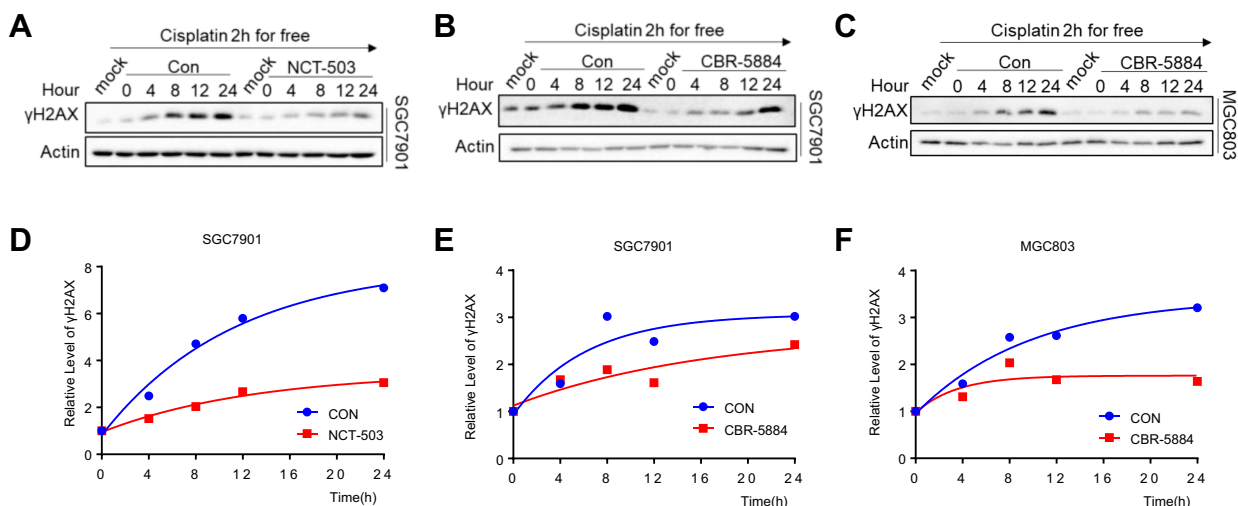 A
Cisplatin 2h for free
mock Con mock NCT-503
Hour 0 4 8 12 24 0 4 8 12 24
γH2AX
Actin
SGC7901
B
Cisplatin 2h for free
mock Con mock CBR-5884
Hour 0 4 8 12 24 0 4 8 12 24
γH2AX
Actin
SGC7901
C
Cisplatin 2h for free
mock Con mock CBR-5884
Hour 0 4 8 12 24 0 4 8 12 24
γH2AX
Actin
MGC803
D
SGC7901
Relative Level of γH2AX
8
6
4
2
0
CON
NCT-503
0 4 8 12 16 20 24
Time(h)
E
SGC7901
Relative Level of γH2AX
4
3
2
1
0
CON
CBR-5884
0 4 8 12 16 20 24
Time(h)
F
MGC803
Relative Level of γH2AX
4
3
2
1
0
CON
CBR-5884
0 4 8 12 16 20 24
Time(h)